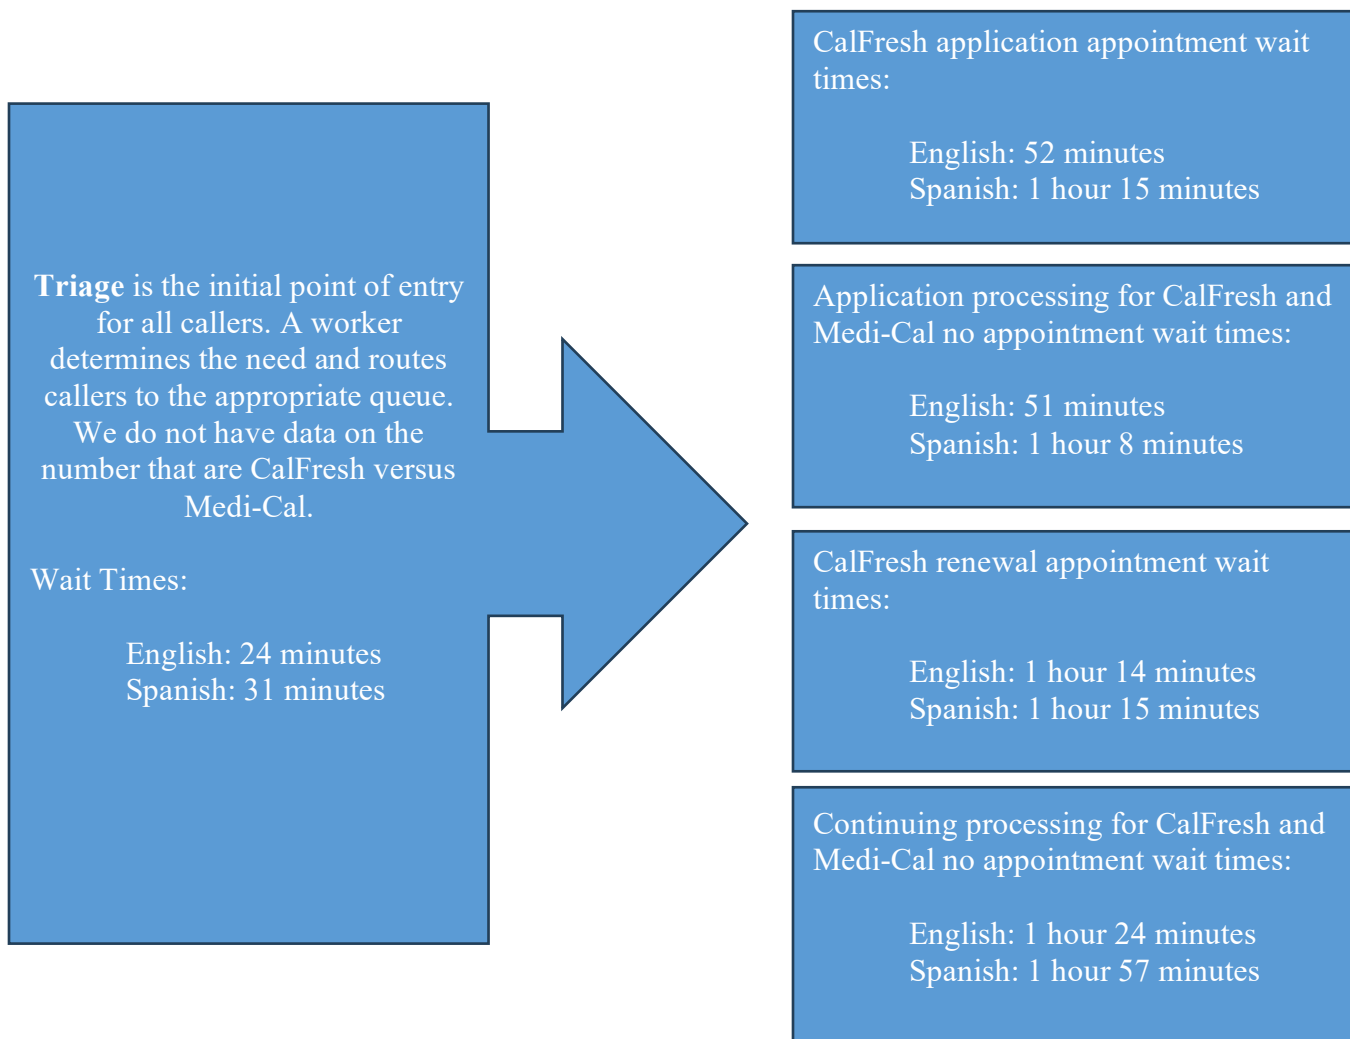 Triage is the initial point of entry
for all callers. A worker
determines the need and routes
callers to the appropriate queue.
We do not have data on the
number that are CalFresh versus
Medi-Cal.
Wait Times:
English: 24 minutes
Spanish: 31 minutes
CalFresh application appointment wait
times:
English: 52 minutes
Spanish: 1 hour 15 minutes
Application processing for CalFresh and
Medi-Cal no appointment wait times:
English: 51 minutes
Spanish: 1 hour 8 minutes
CalFresh renewal appointment wait
times:
English: 1 hour 14 minutes
Spanish: 1 hour 15 minutes
Continuing processing for CalFresh and
Medi-Cal no appointment wait times:
English: 1 hour 24 minutes
Spanish: 1 hour 57 minutes